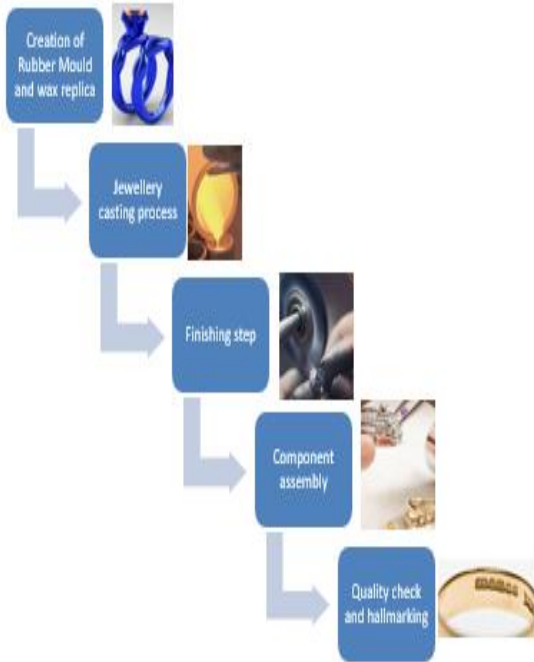 Creation of
Rubber Mould
and wax replica
Jewellery
casting process
Finishing step
Component
assembly
Quality check
and hallmarking